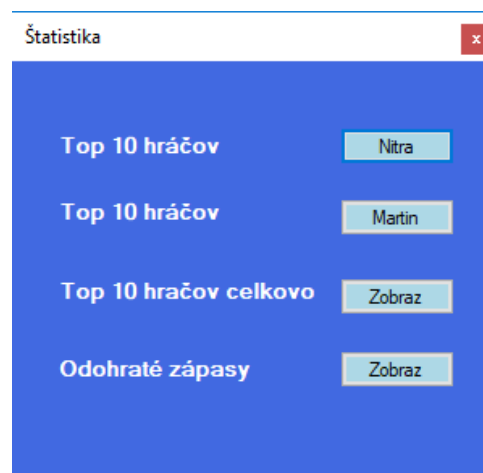 Štatistika
x
Top 10 hráčov Nitra
Top 10 hráčov Martin
Top 10 hračov celkovo Zobraz
Odohraté zápasy Zobraz